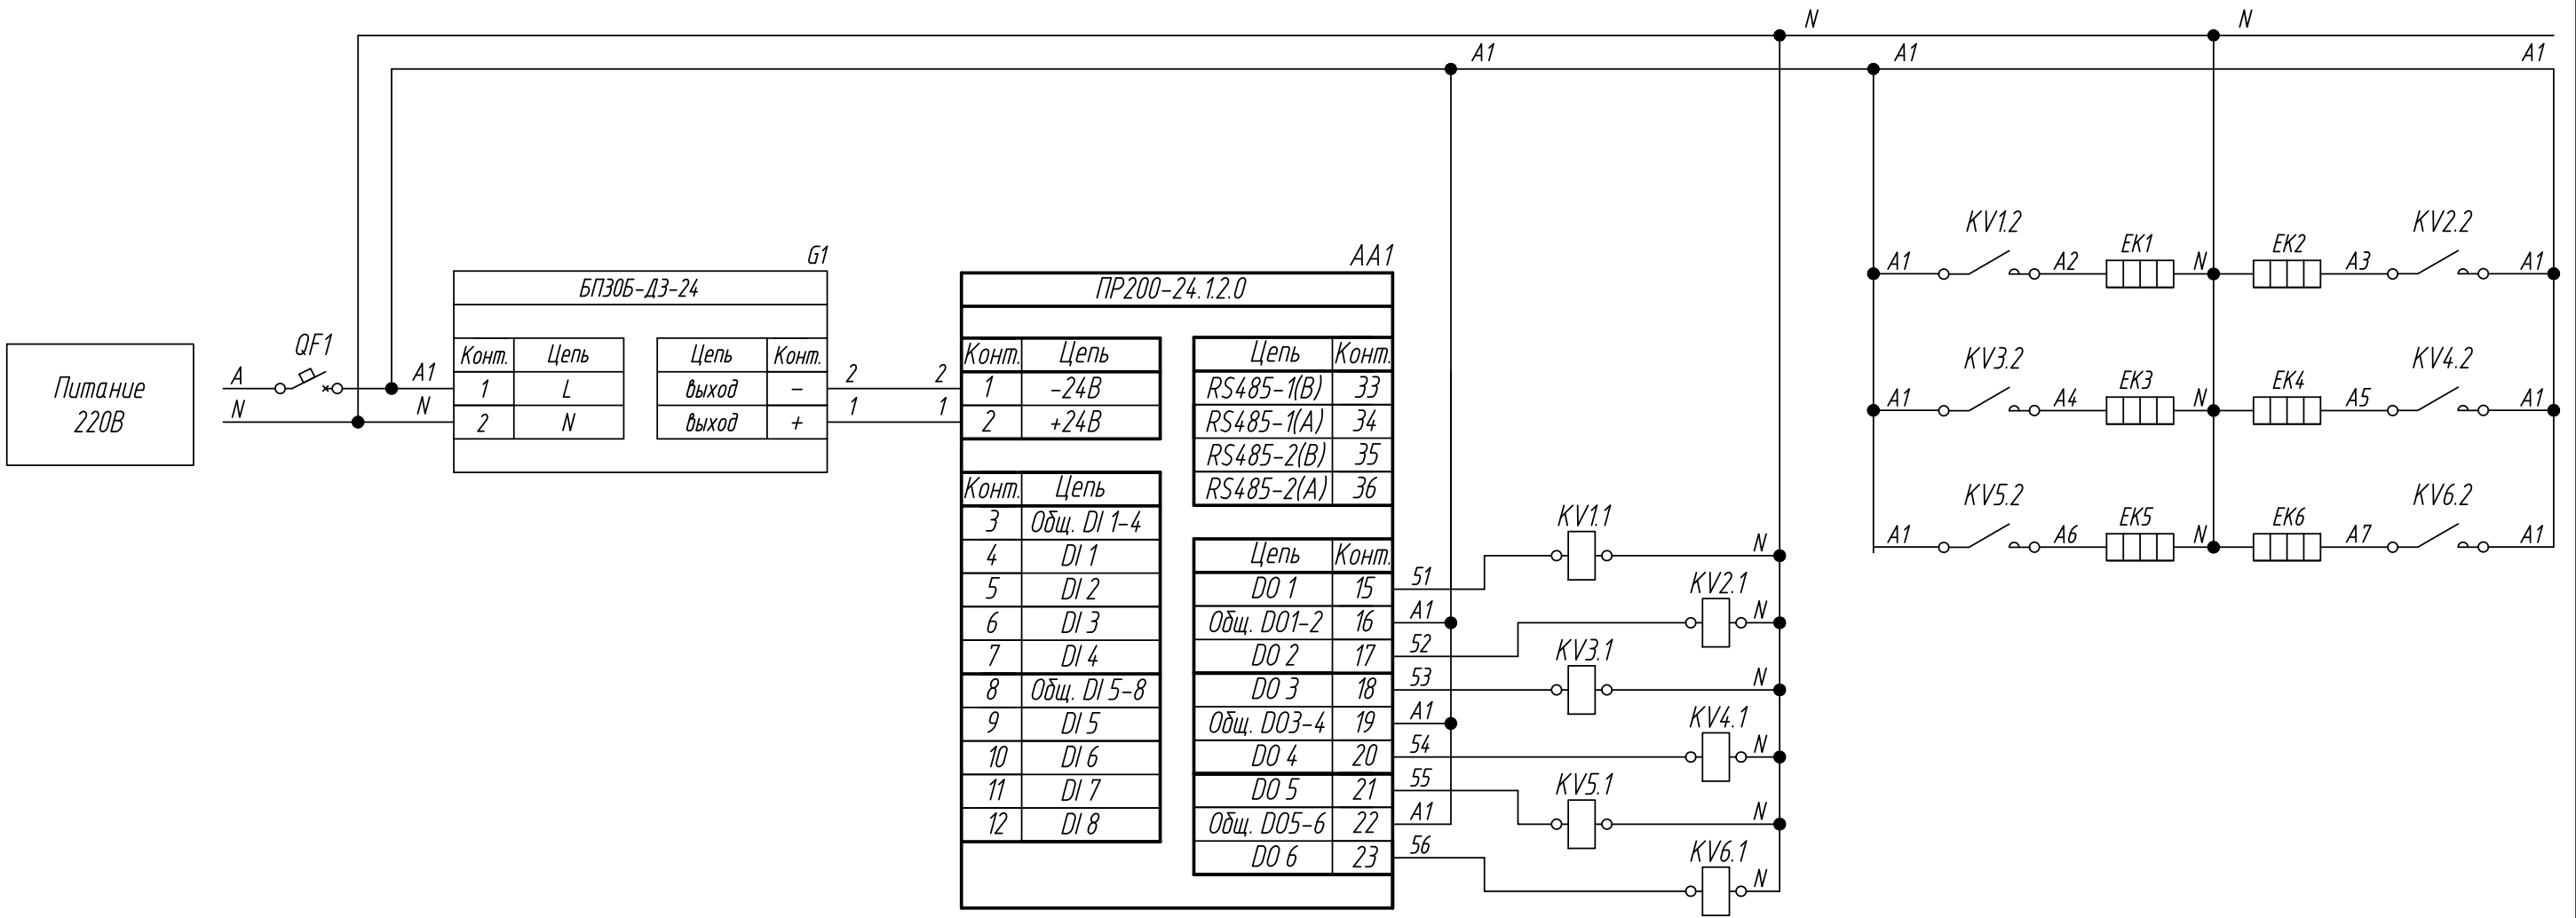 N
N
A1
A1
A1
Питание
220В
A
QF1
A1
N
N
G1
БП30Б-Д3-24
Конт. Цепь
1 L
2 N
Цепь Конт.
выход -
выход +
2 2
1 1
AA1
ПР200-24.1.2.0
Конт. Цепь
1 -24В
2 +24В
Конт. Цепь
3 Общ. DI 1-4
4 DI 1
5 DI 2
6 DI 3
7 DI 4
8 Общ. DI 5-8
9 DI 5
10 DI 6
11 DI 7
12 DI 8
Цепь Конт.
RS485-1(B) 33
RS485-1(A) 34
RS485-2(B) 35
RS485-2(A) 36
Цепь Конт.
DO 1 15
Общ. DO1-2 16
DO 2 17
DO 3 18
Общ. DO3-4 19
DO 4 20
DO 5 21
Общ. DO5-6 22
DO 6 23
51
A1
52
53
A1
54
55
A1
56
KV1.1 N
KV2.1 N
KV3.1 N
KV4.1 N
KV5.1 N
KV6.1 N
KV1.2 EK1 EK2 KV2.2
A1 A2 N A3 A1
KV3.2 EK3 EK4 KV4.2
A1 A4 N A5 A1
KV5.2 EK5 EK6 KV6.2
A1 A6 N A7 A1